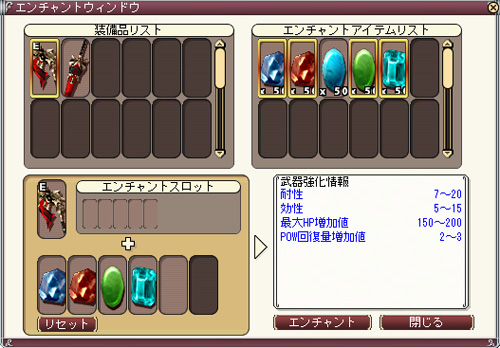 エンチャントウィンドウ
装備品リスト
エンチャントアイテムリスト
E
x 50 x 50 x 50 x 50 x 50
エンチャントスロット
E
武器強化情報
耐性 7～20
効性 5～15
最大HP増加値 150～200
POW回復量増加値 2～3
リセット
エンチャント
閉じる